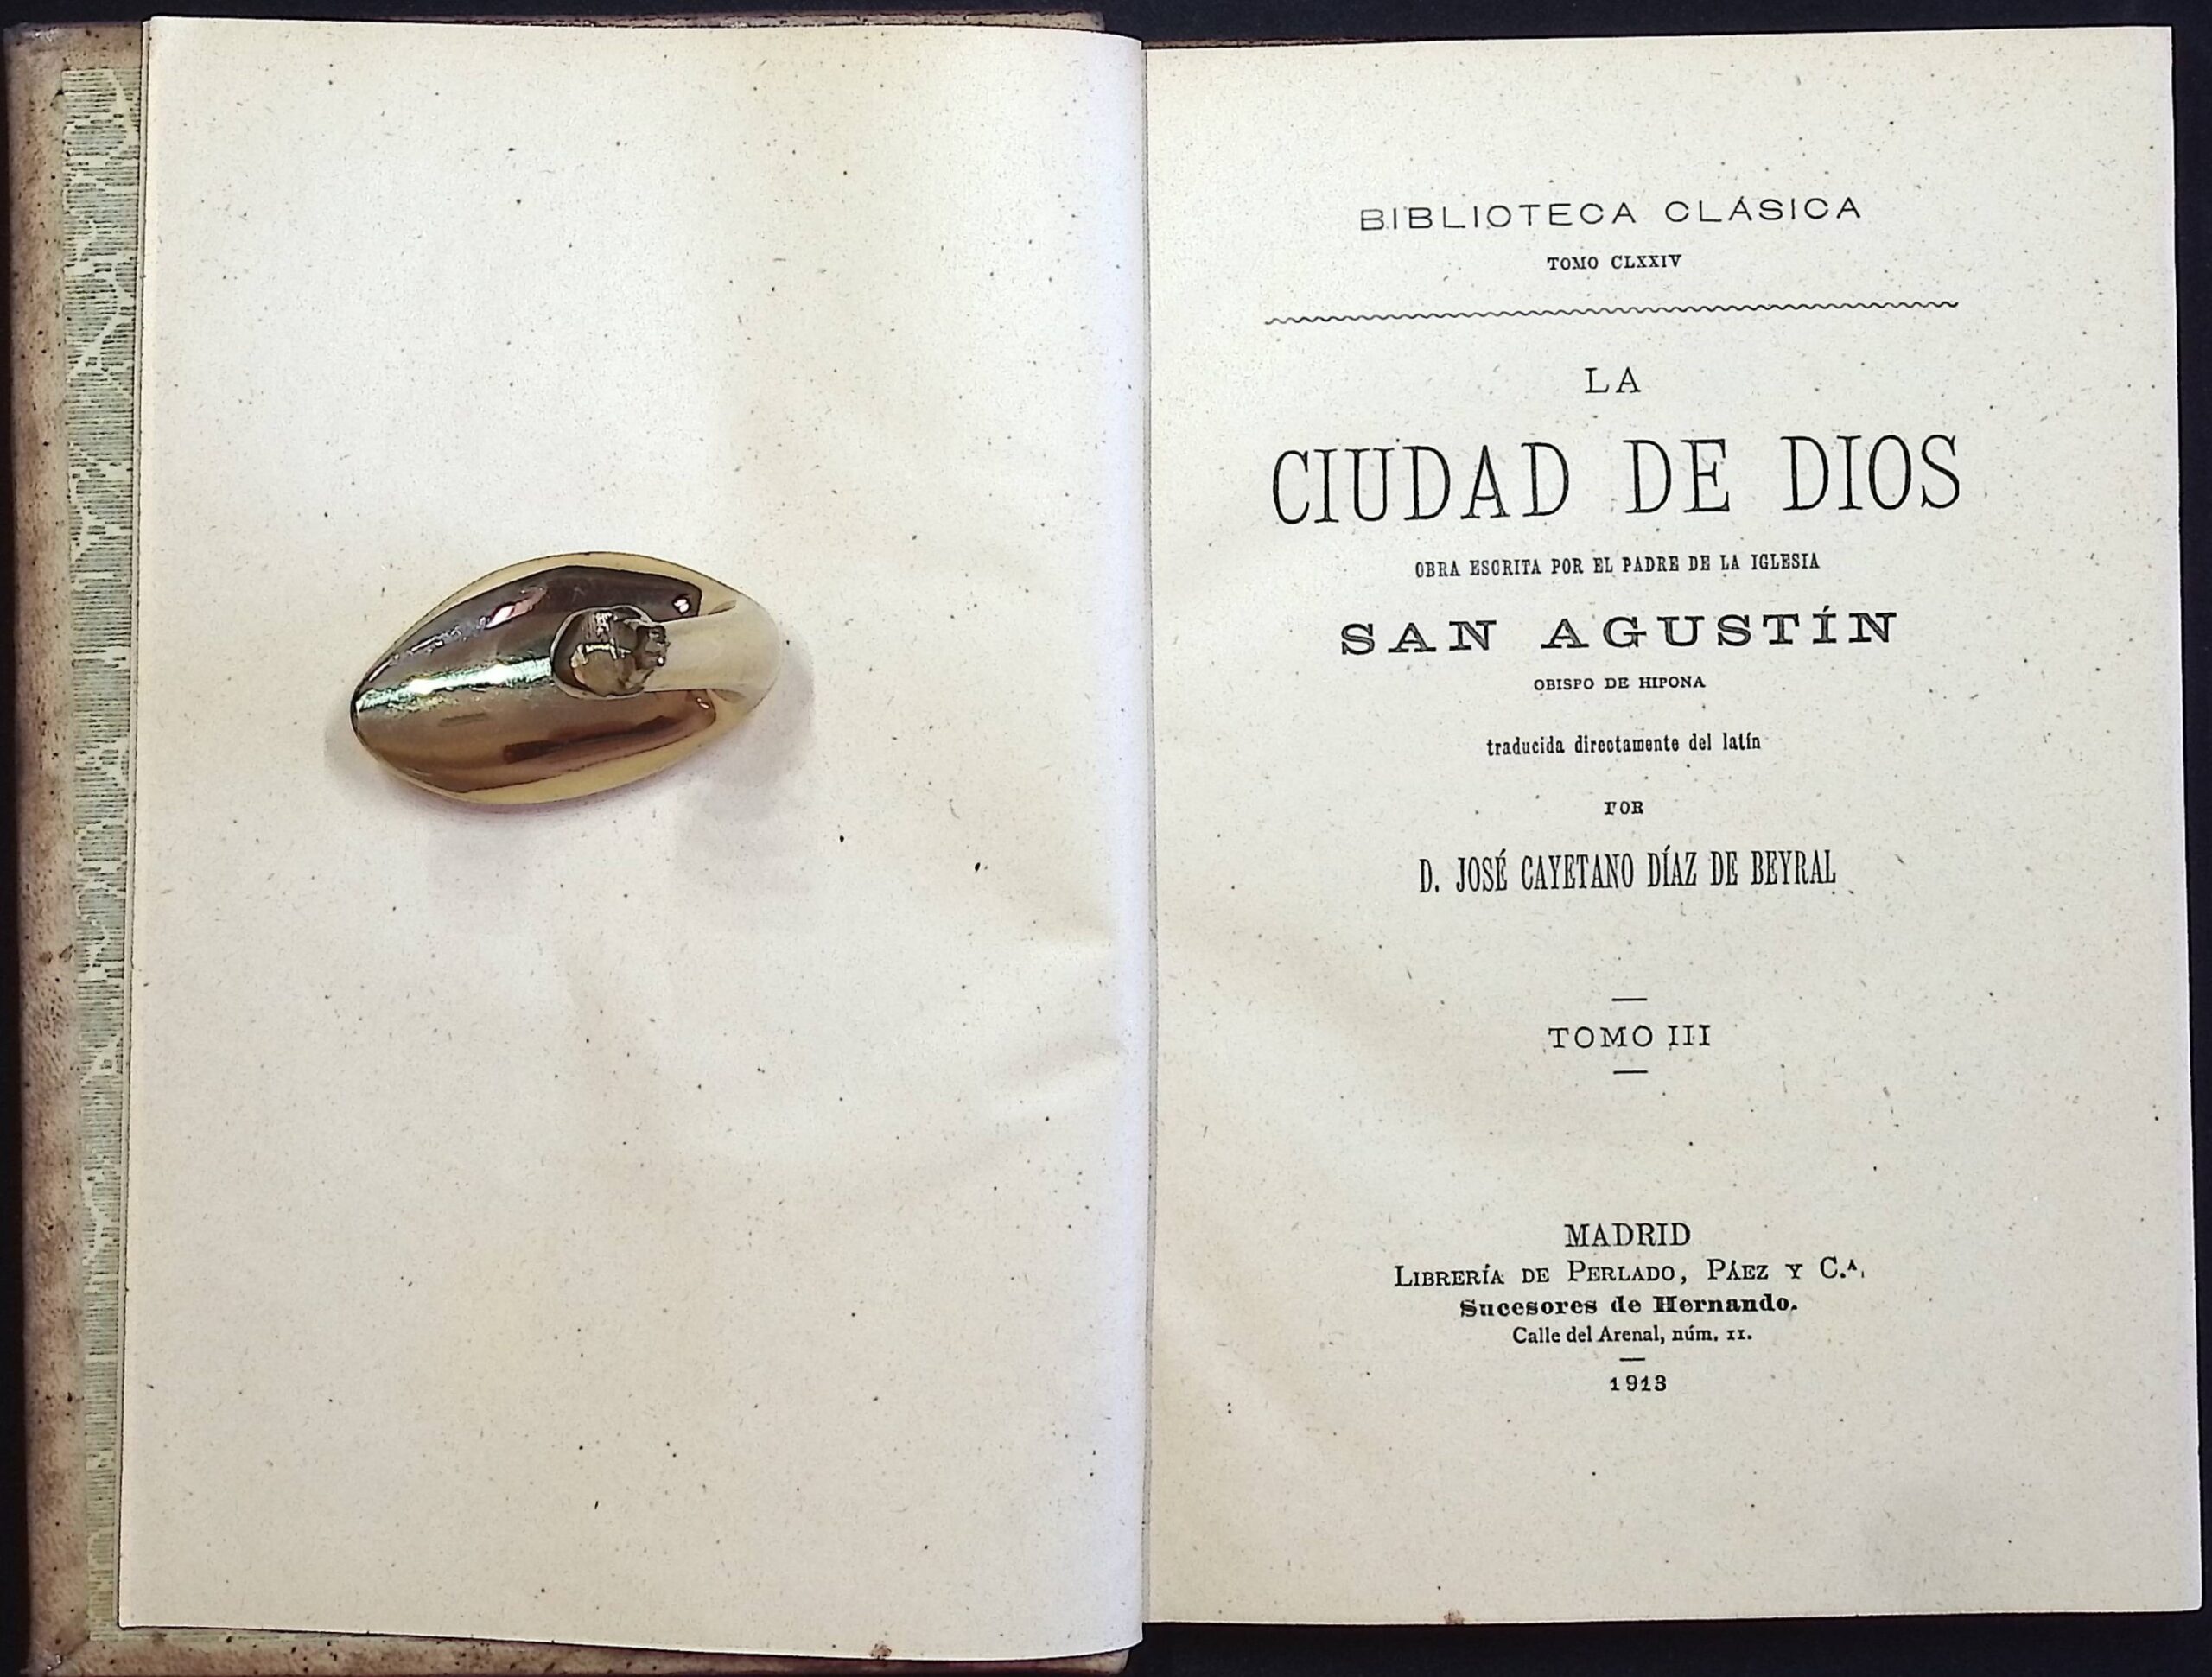 BIBLIOTECA CLÁSICA
TOMO CLXXIV
LA
CIUDAD DE DIOS
OBRA ESCRITA POR EL PADRE DE LA IGLESIA
SAN AGUSTÍN
OBISPO DE HIPONA
traducida directamente del latín
POR
D. JOSÉ CAYETANO DÍAZ DE BEYRAL
TOMO III
MADRID
LIBRERÍA DE PERLADO, PÁEZ Y C.ᴬ,
Sucesores de Hernando.
Calle del Arenal, núm. 11.
1913